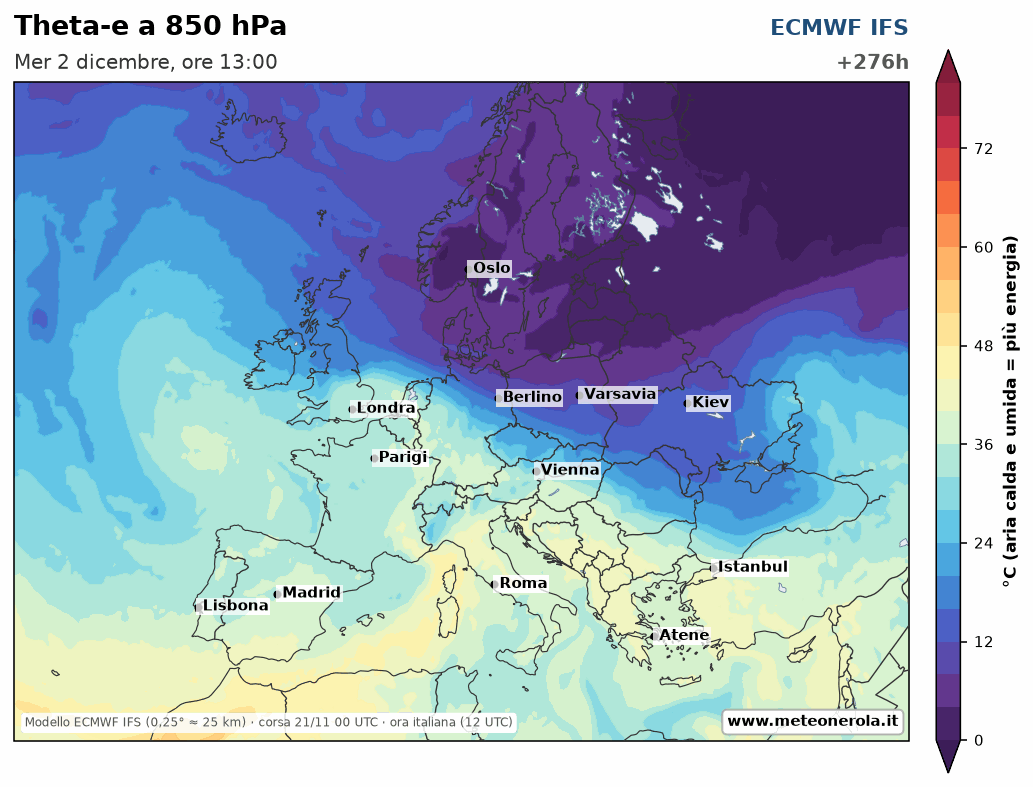 Theta-e a 850 hPa
ECMWF IFS
Mer 2 dicembre, ore 13:00
+276h
72
60
48
36
24
12
0
°C (aria calda e umida = più energia)
Oslo
Berlino
Varsavia
Kiev
Londra
Parigi
Vienna
Istanbul
Roma
Madrid
Lisbona
Atene
Modello ECMWF IFS (0,25° ≈ 25 km) · corsa 21/11 00 UTC · ora italiana (12 UTC)
www.meteonerola.it